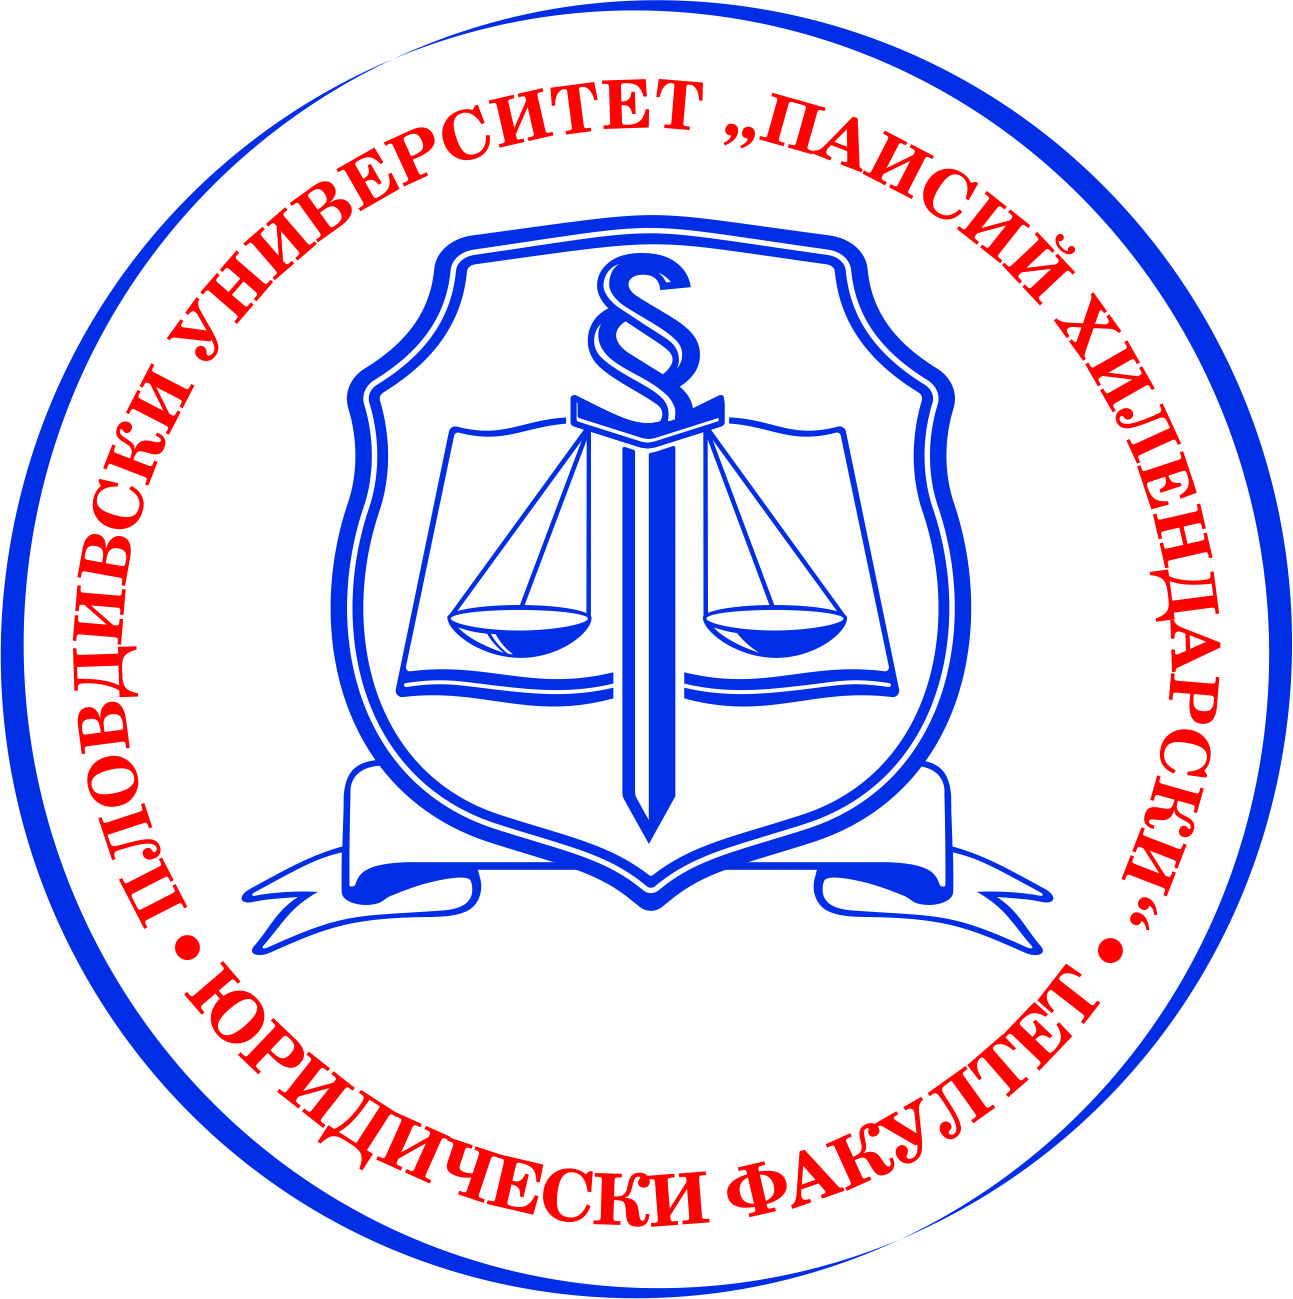 ПЛОВДИВСКИ УНИВЕРСИТЕТ „ПАИСИЙ ХИЛЕНДАРСКИ“
• ЮРИДИЧЕСКИ ФАКУЛТЕТ •
§